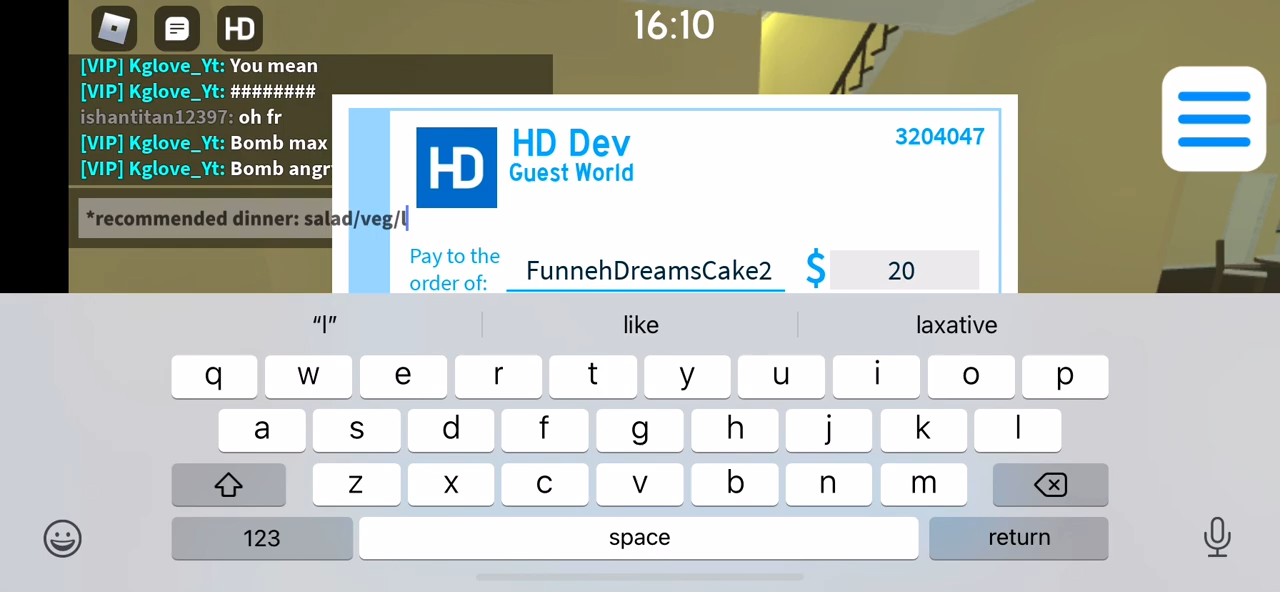 HD
16:10
[VIP] Kglove_Yt: You mean
[VIP] Kglove_Yt: ########
ishantitan12397: oh fr
[VIP] Kglove_Yt: Bomb max
[VIP] Kglove_Yt: Bomb angr
*recommended dinner: salad/veg/l
HD
HD Dev
Guest World
3204047
Pay to the
order of:
FunnehDreamsCake2
$ 20
“l” like laxative
q w e r t y u i o p
a s d f g h j k l
z x c v b n m
123 space return